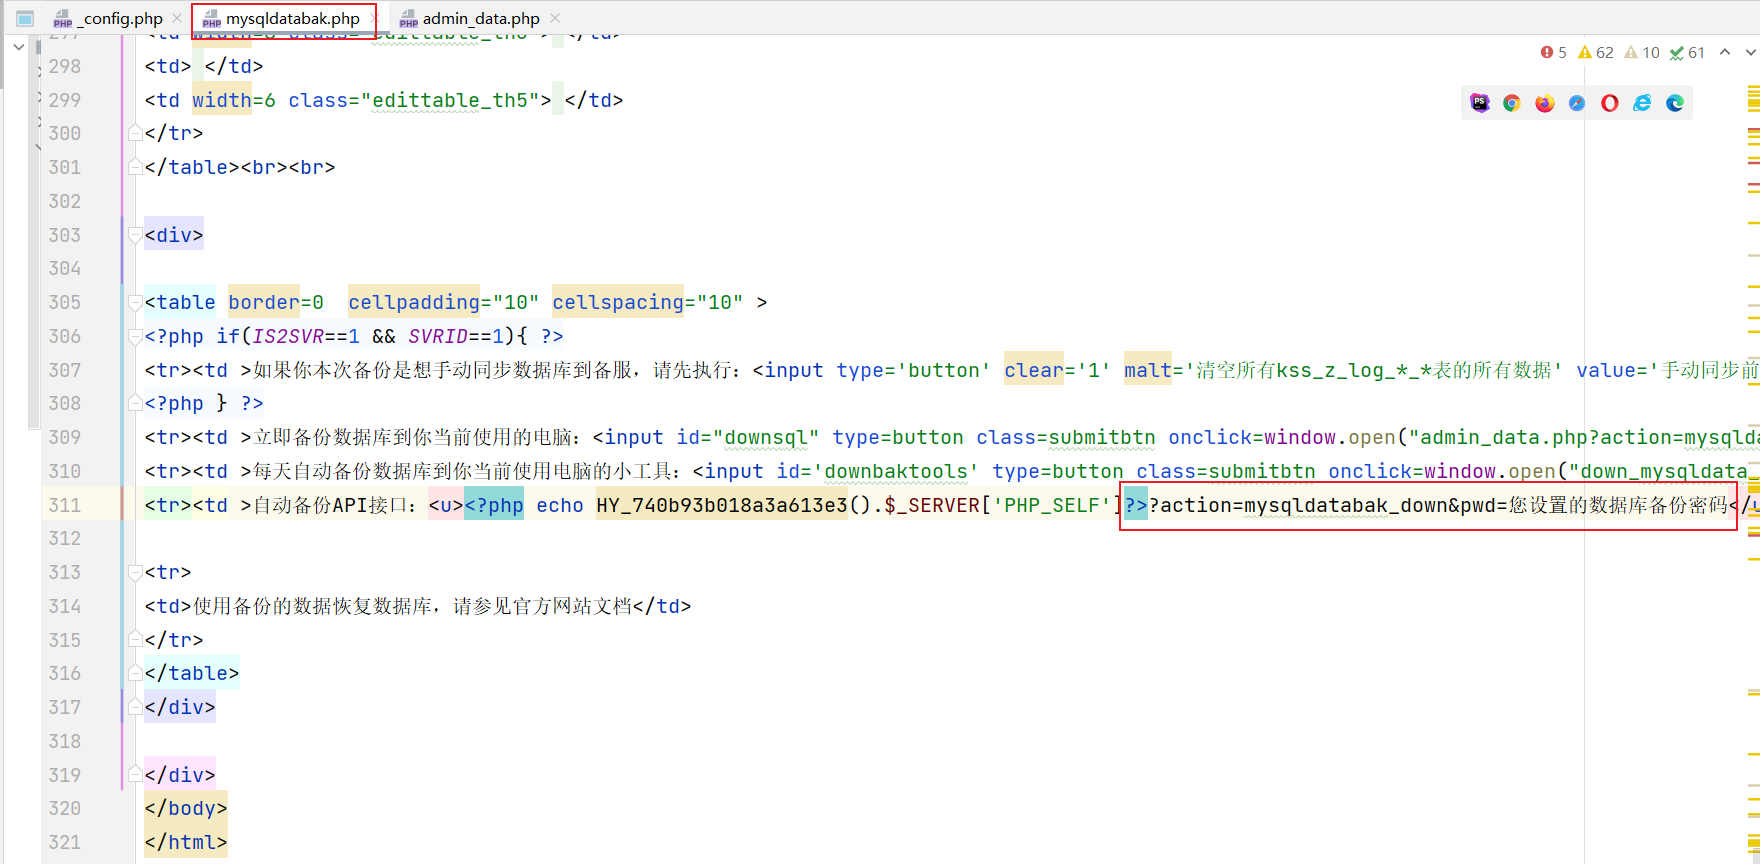 _config.php mysqldatabak.php admin_data.php
5 62 10 61
298 <td> </td>
299 <td width=6 class="edittable_th5"> </td>
300 </tr>
301 </table><br><br>
302
303 <div>
304
305 <table border=0  cellpadding="10" cellspacing="10" >
306 <?php if(IS2SVR==1 && SVRID==1){ ?>
307 <tr><td >如果你本次备份是想手动同步数据库到备服，请先执行：<input type='button' clear='1' malt='清空所有kss_z_log_*_*表的所有数据' value='手动同步前
308 <?php } ?>
309 <tr><td >立即备份数据库到你当前使用的电脑：<input id="downsql" type=button class=submitbtn onclick=window.open("admin_data.php?action=mysqlda
310 <tr><td >每天自动备份数据库到你当前使用电脑的小工具：<input id='downbaktools' type=button class=submitbtn onclick=window.open("down_mysqldata
311 <tr><td >自动备份API接口：<u><?php echo HY_740b93b018a3a613e3().$_SERVER['PHP_SELF']?>?action=mysqldatabak_down&pwd=您设置的数据库备份密码</u
312
313 <tr>
314 <td>使用备份的数据恢复数据库，请参见官方网站文档</td>
315 </tr>
316 </table>
317 </div>
318
319 </div>
320 </body>
321 </html>